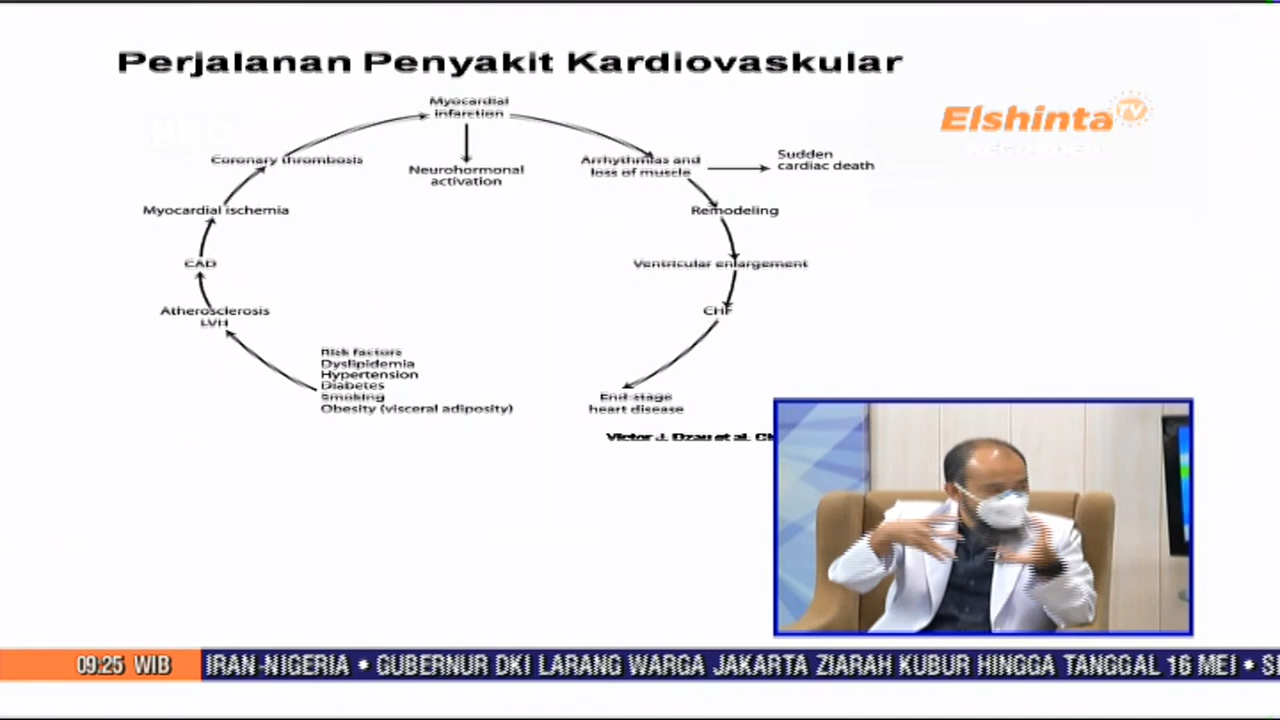 Perjalanan Penyakit Kardiovaskular
Elshinta TV
Myocardial
infarction
Coronary thrombosis
Neurohormonal
activation
Arrhythmias and
loss of muscle
Sudden
cardiac death
Myocardial ischemia
Remodeling
CAD
Ventricular enlargement
Atherosclerosis
LVH
CHF
Risk factors
Dyslipidemia
Hypertension
Diabetes
Smoking
Obesity (visceral adiposity)
End-stage
heart disease
Victor J. Dzau et al.
09:25 WIB
IRAN-NIGERIA • GUBERNUR DKI LARANG WARGA JAKARTA ZIARAH KUBUR HINGGA TANGGAL 16 MEI •